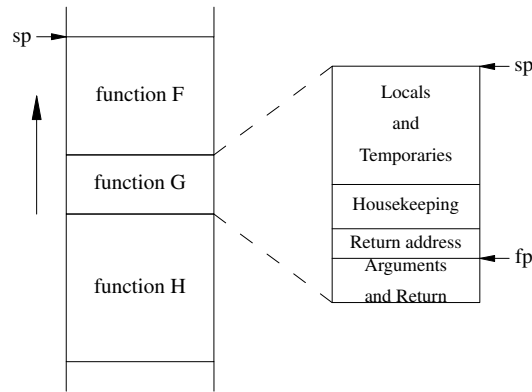 sp
function F
function G
function H
sp
Locals
and
Temporaries
Housekeeping
Return address
fp
Arguments
and Return